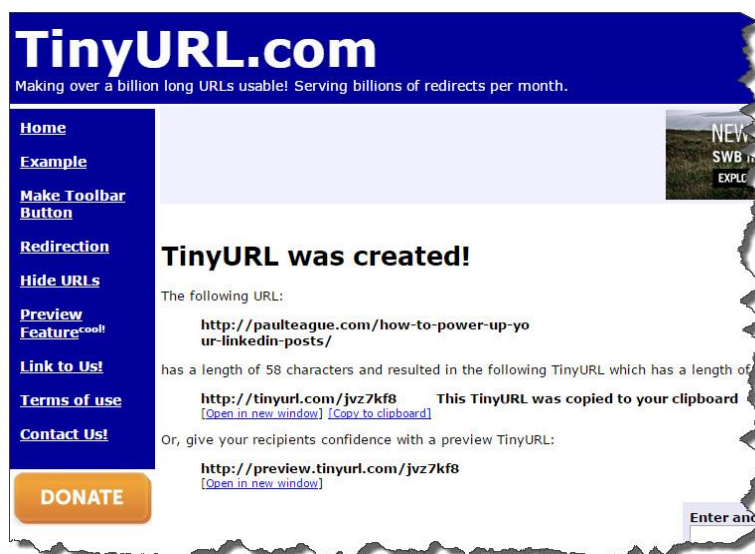 TinyURL.com
Making over a billion long URLs usable! Serving billions of redirects per month.
Home
Example
Make Toolbar
Button
Redirection
Hide URLs
Preview
Feature cool!
Link to Us!
Terms of use
Contact Us!
DONATE
NEW
SWB
TinyURL was created!
The following URL:
http://paulteague.com/how-to-power-up-yo
ur-linkedin-posts/
has a length of 58 characters and resulted in the following TinyURL which has a length of
http://tinyurl.com/jvz7kf8 This TinyURL was copied to your clipboard
[Open in new window] [Copy to clipboard]
Or, give your recipients confidence with a preview TinyURL:
http://preview.tinyurl.com/jvz7kf8
[Open in new window]
Enter